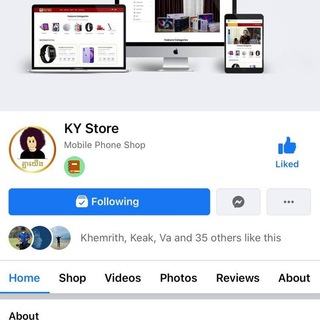 KY Store
Mobile Phone Shop
Liked
Following
Khemrith, Keak, Va and 35 others like this
Home
Shop
Videos
Photos
Reviews
About
About